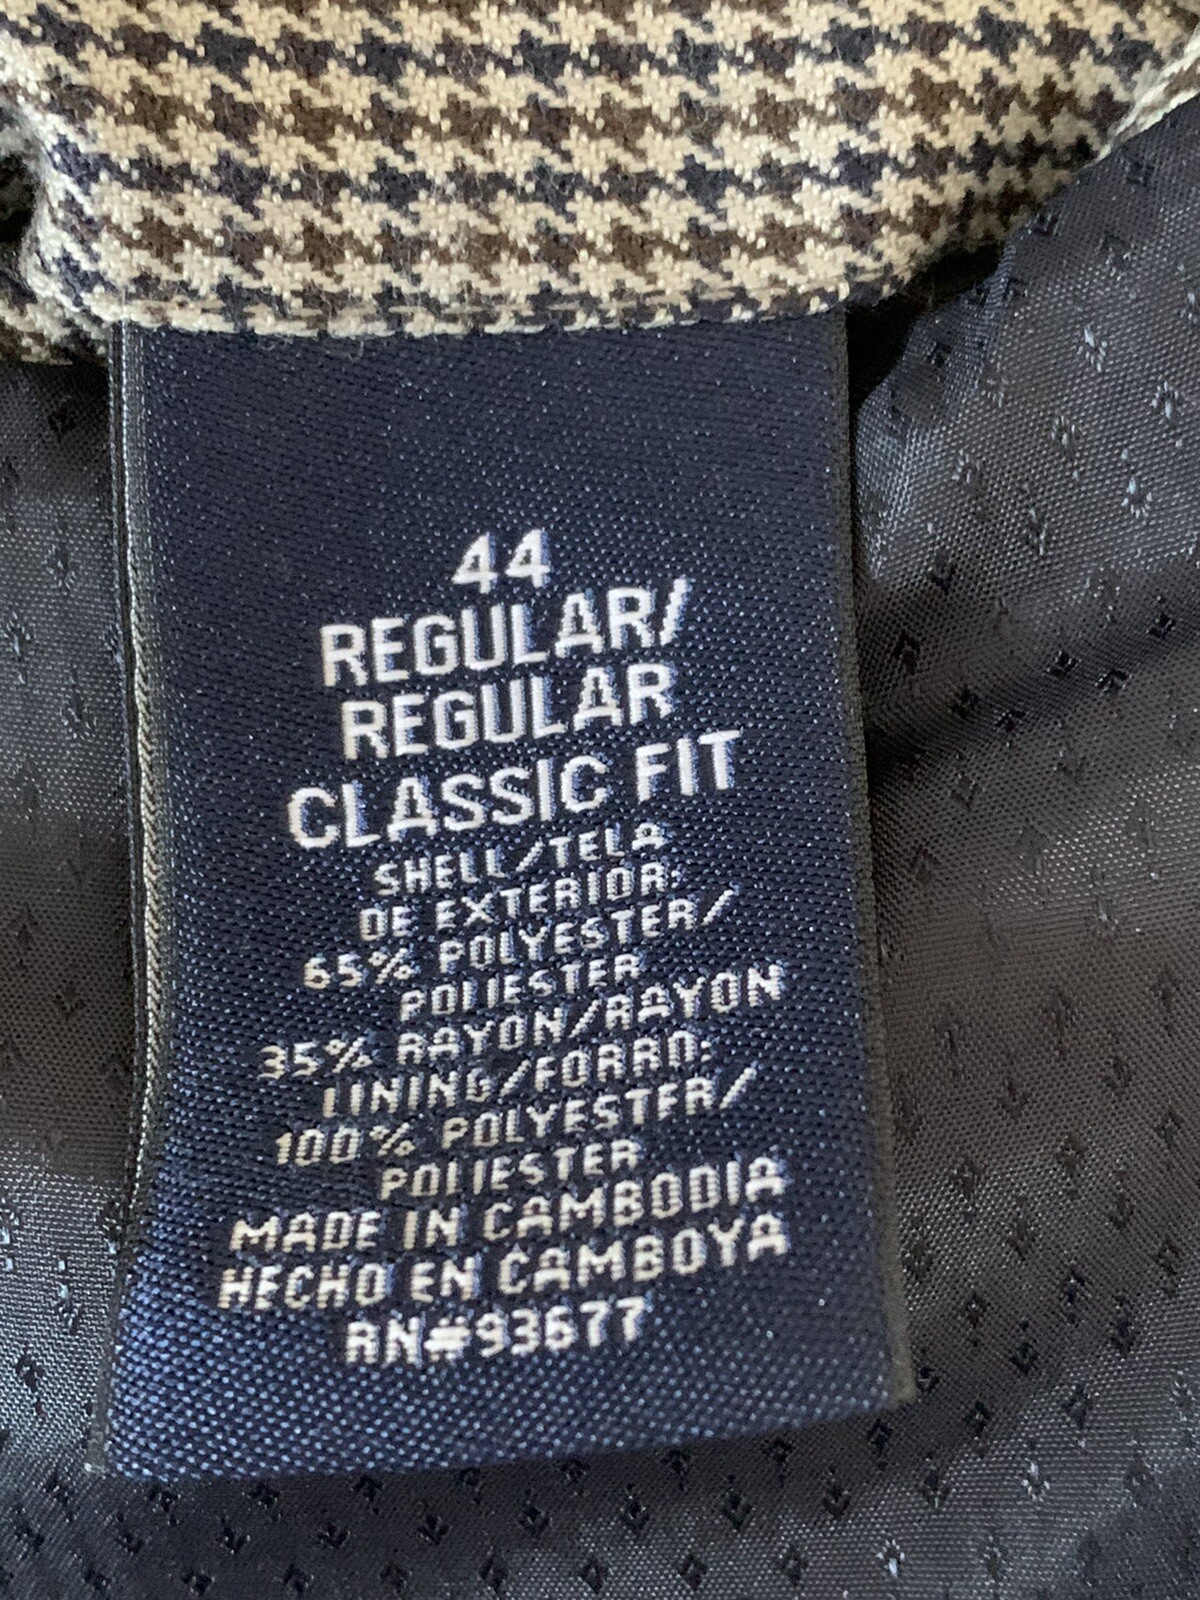 44
REGULAR/
REGULAR
CLASSIC FIT
SHELL/TELA
DE EXTERIOR:
65% POLYESTER/
POLIESTER
35% RAYON/RAYON
LINING/FORRO:
100% POLYESTER/
POLIESTER
MADE IN CAMBODIA
HECHO EN CAMBOYA
RN#93677